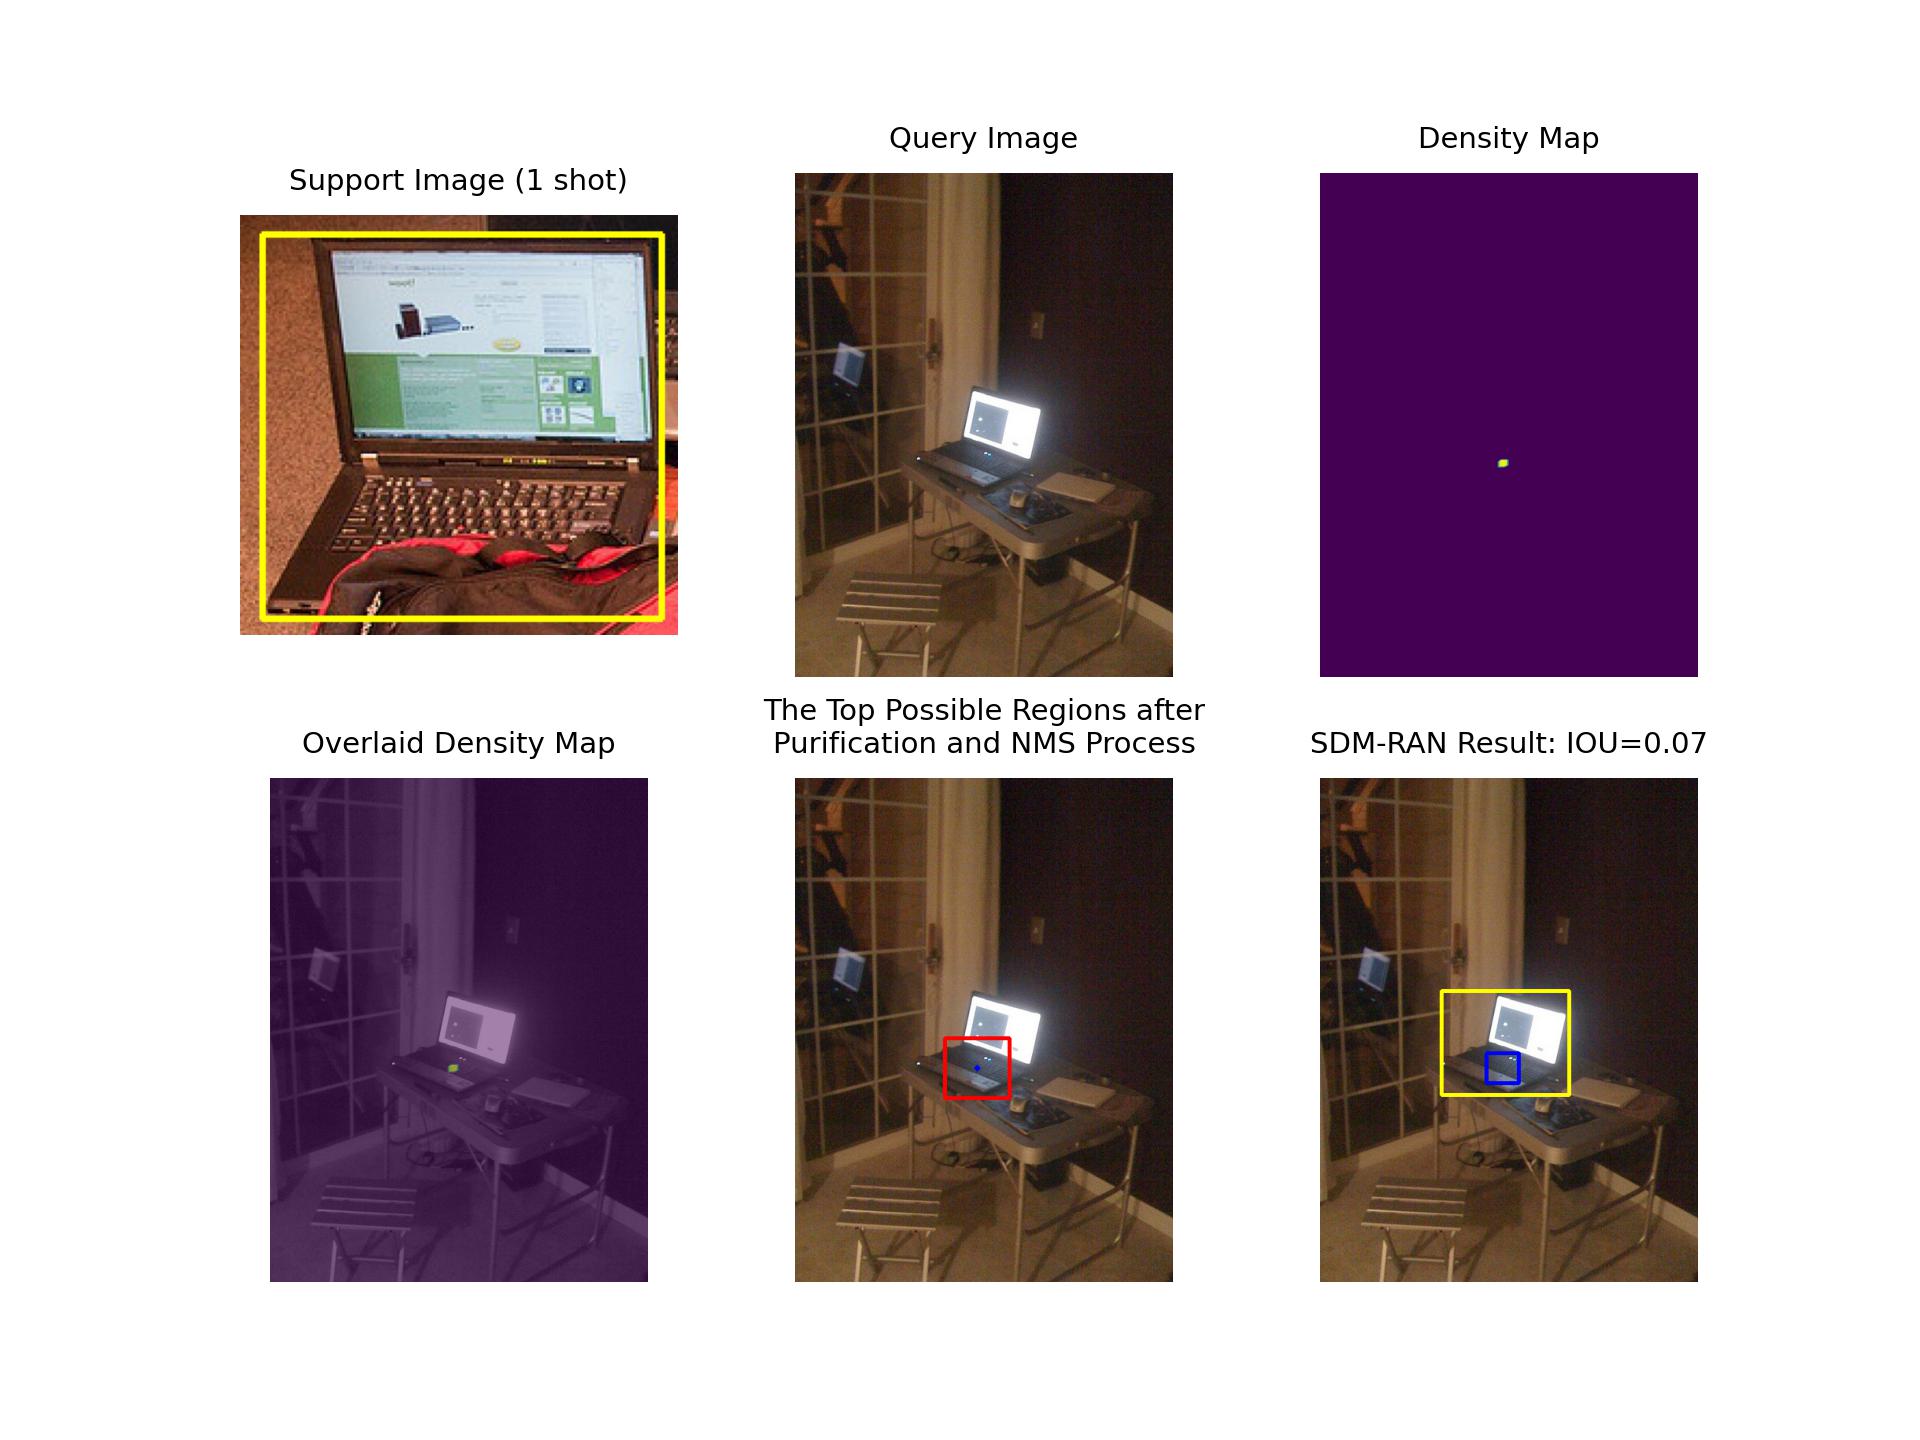 Support Image (1 shot)
Query Image
Density Map
woot!
Overlaid Density Map
The Top Possible Regions after
Purification and NMS Process
SDM-RAN Result: IOU=0.07